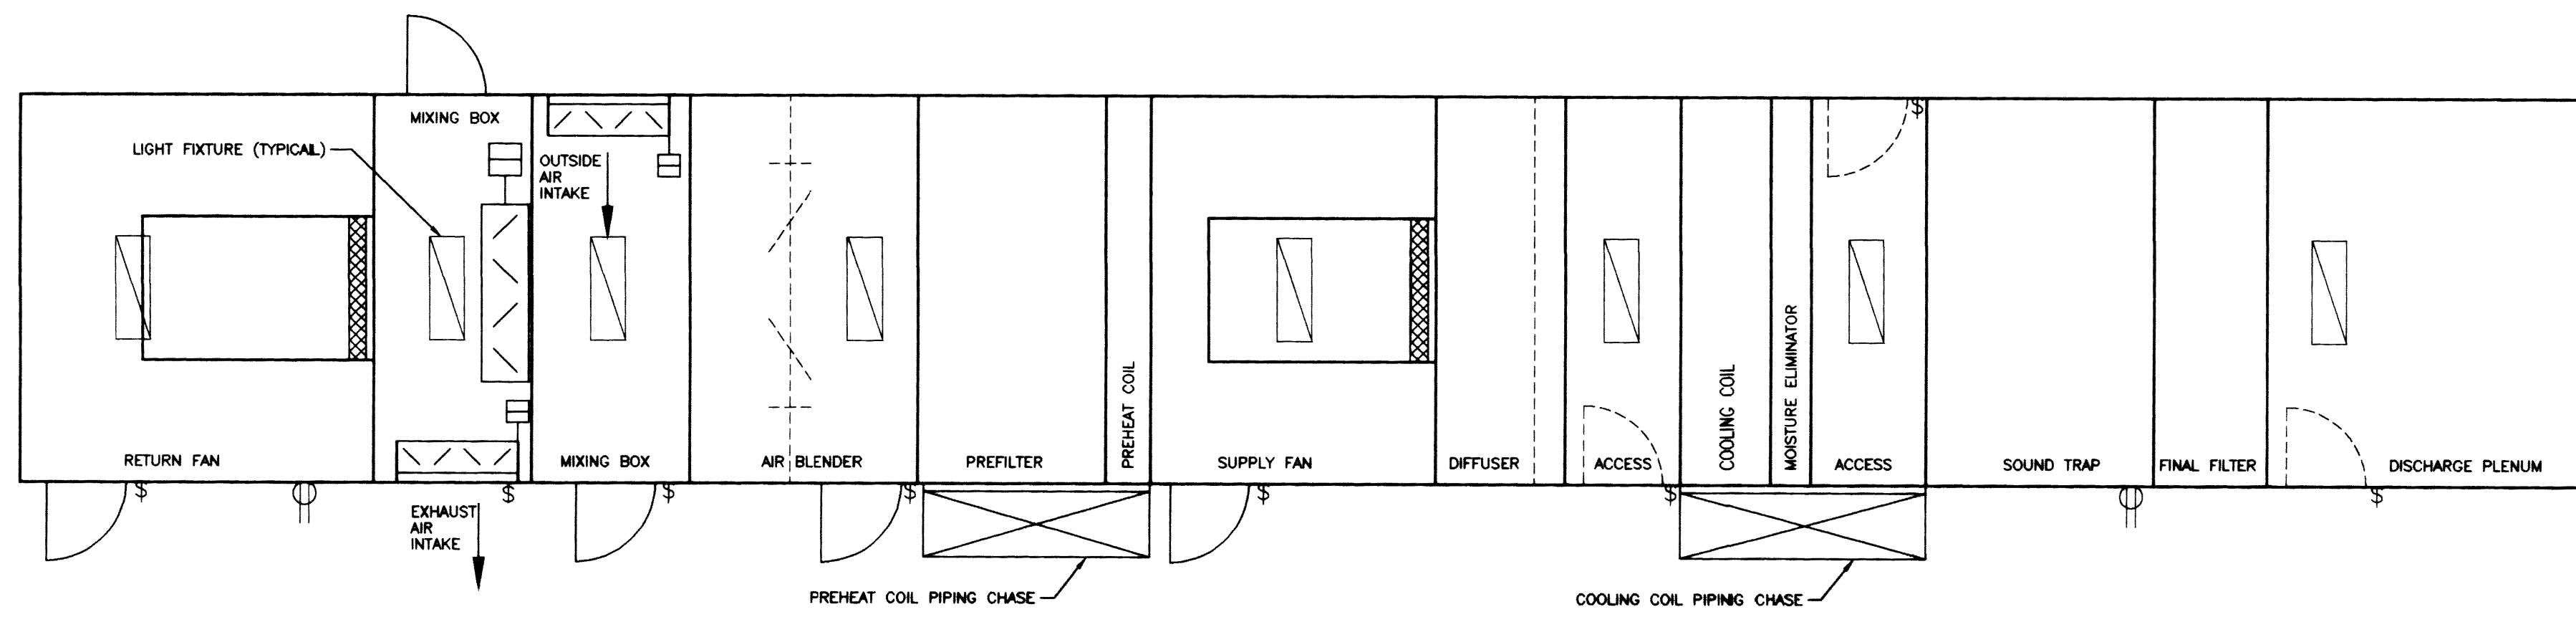 MIXING BOX
LIGHT FIXTURE (TYPICAL)
OUTSIDE
AIR
INTAKE
RETURN FAN
MIXING BOX
AIR BLENDER
PREFILTER
PREHEAT COIL
SUPPLY FAN
DIFFUSER
ACCESS
COOLING COIL
MOISTURE ELIMINATOR
ACCESS
SOUND TRAP
FINAL FILTER
DISCHARGE PLENUM
$
$
$
$
$
$
$
$
EXHAUST
AIR
INTAKE
PREHEAT COIL PIPING CHASE
COOLING COIL PIPING CHASE